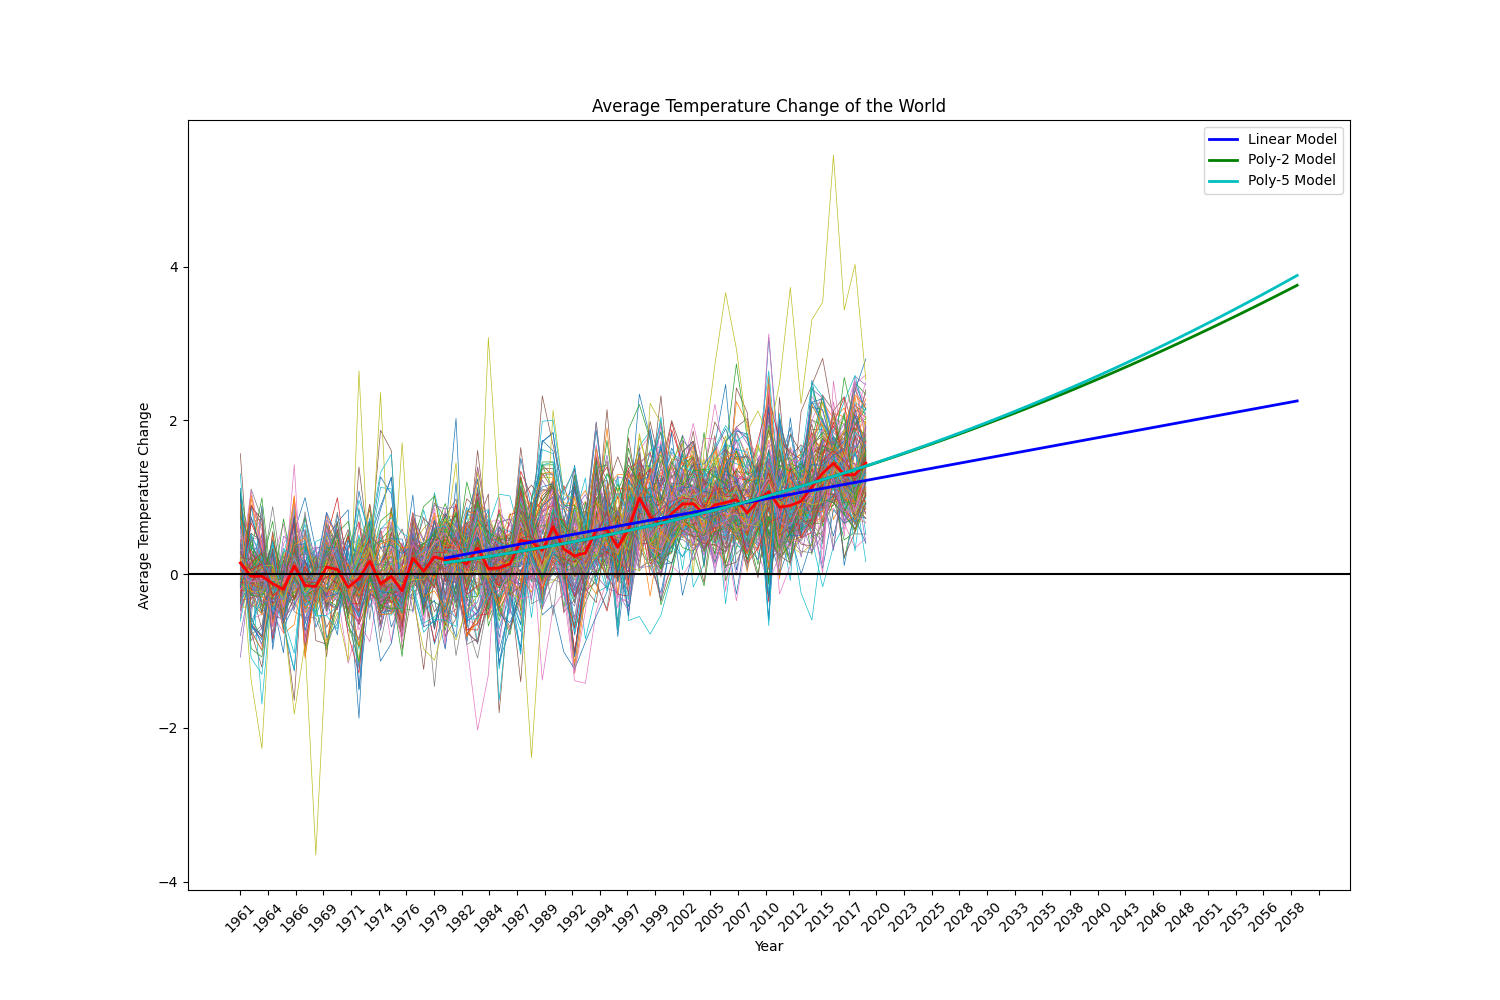 Average Temperature Change of the World
Linear Model
Poly-2 Model
Poly-5 Model
Average Temperature Change
4
2
0
−2
−4
1961 1964 1966 1969 1971 1974 1976 1979 1982 1984 1987 1989 1992 1994 1997 1999 2002 2005 2007 2010 2012 2015 2017 2020 2023 2025 2028 2030 2033 2035 2038 2040 2043 2046 2048 2051 2053 2056 2058
Year